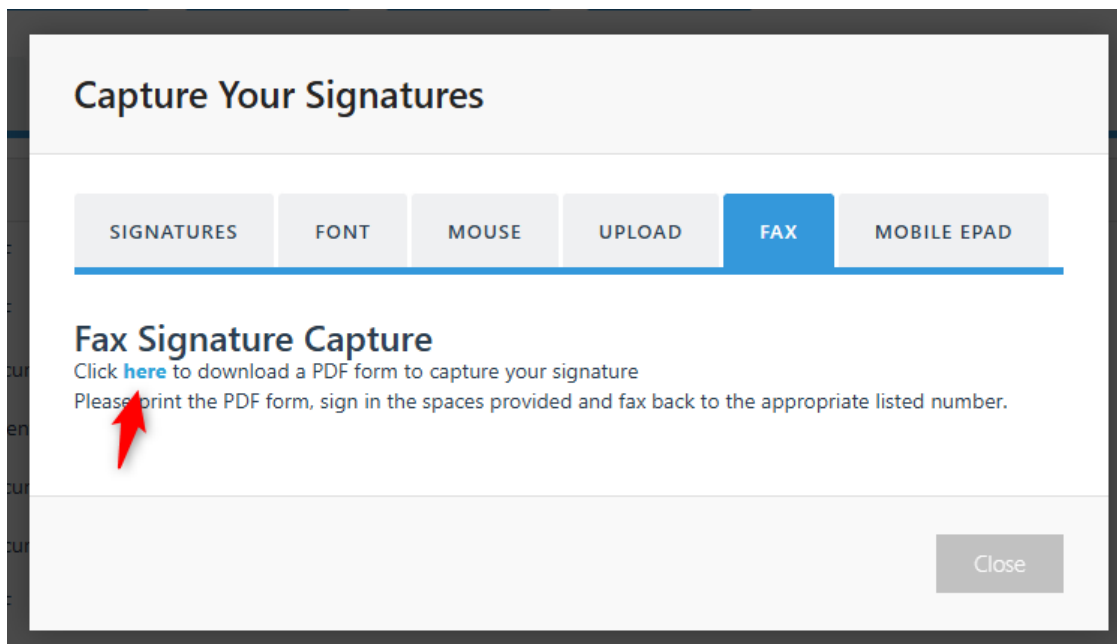 Capture Your Signatures
SIGNATURES FONT MOUSE UPLOAD FAX MOBILE EPAD
Fax Signature Capture
Click here to download a PDF form to capture your signature
Please print the PDF form, sign in the spaces provided and fax back to the appropriate listed number.
Close